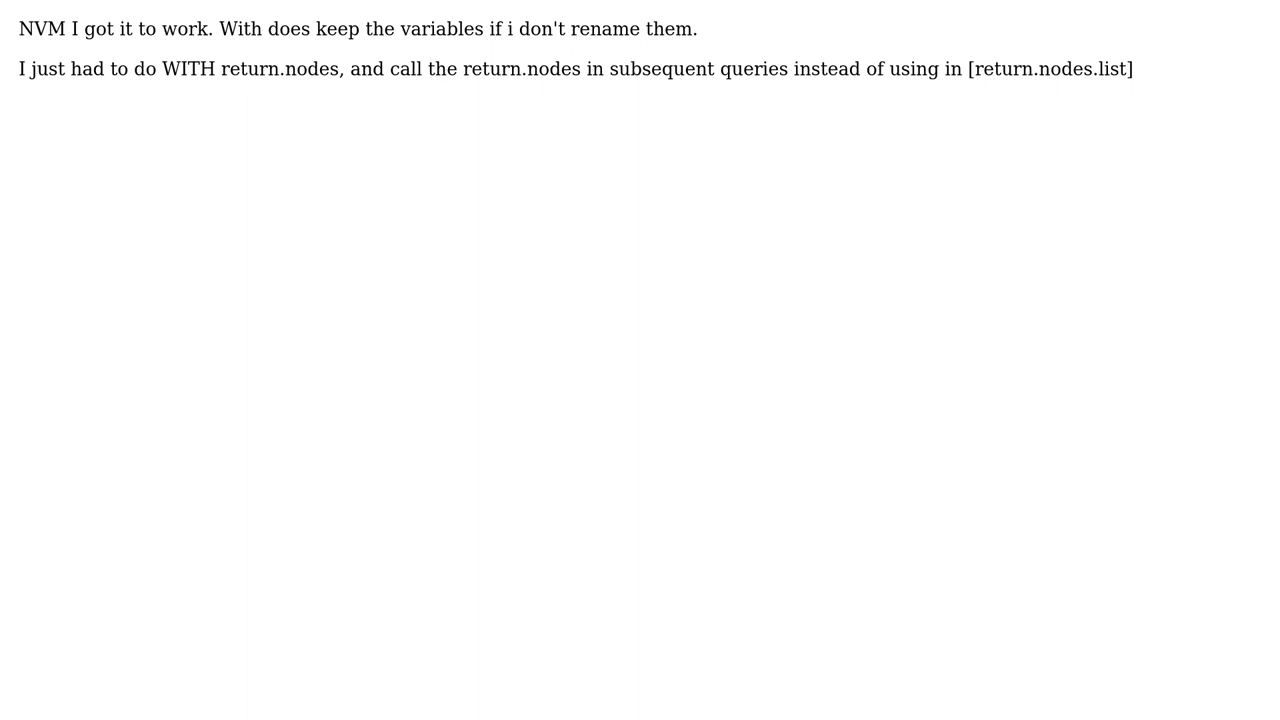 NVM I got it to work. With does keep the variables if i don't rename them.
I just had to do WITH return.nodes, and call the return.nodes in subsequent queries instead of using in [return.nodes.list]